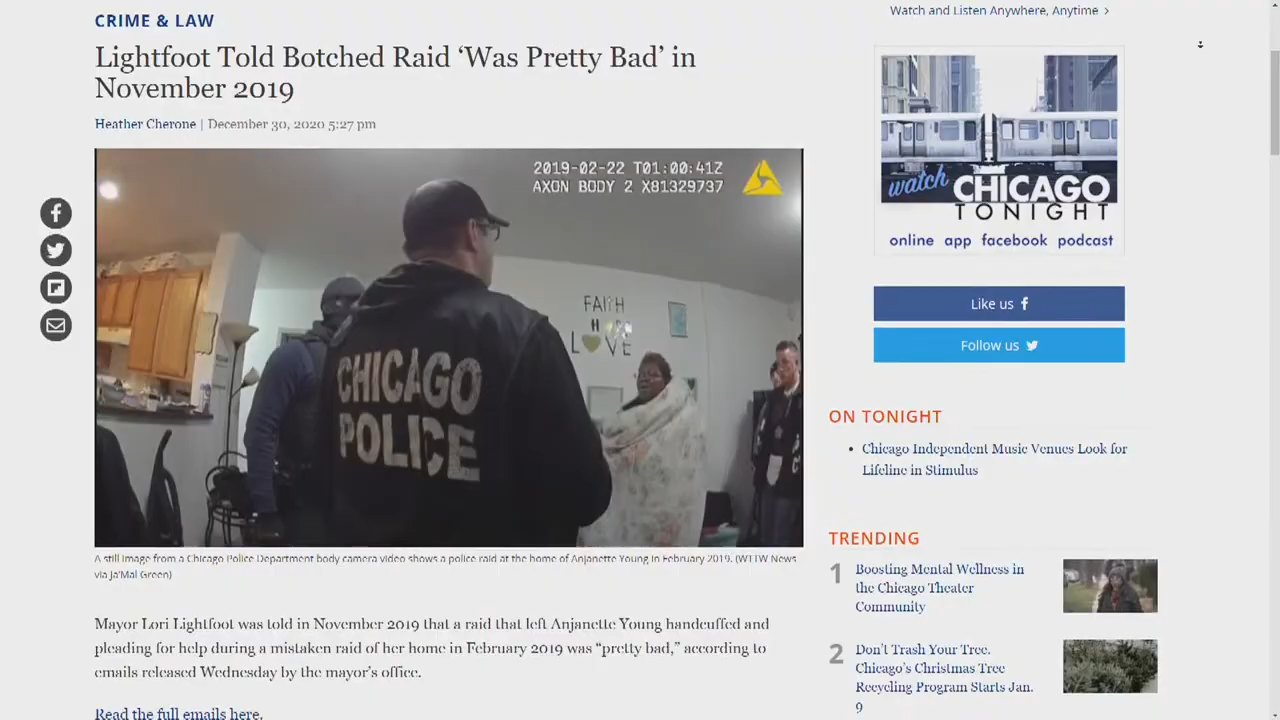 CRIME & LAW
Lightfoot Told Botched Raid ‘Was Pretty Bad’ in
November 2019
Heather Cherone | December 30, 2020 5:27 pm
2019-02-22 T01:00:41Z
AXON BODY 2 X81329737
FAITH
LOVE
CHICAGO
POLICE
A still image from a Chicago Police Department body camera video shows a police raid at the home of Anjanette Young in February 2019. (WTTW News
via Ja'Mal Green)
Mayor Lori Lightfoot was told in November 2019 that a raid that left Anjanette Young handcuffed and
pleading for help during a mistaken raid of her home in February 2019 was “pretty bad,” according to
emails released Wednesday by the mayor’s office.
Read the full emails here.
Watch and Listen Anywhere, Anytime
watch CHICAGO
TONIGHT
online app facebook podcast
Like us
Follow us
ON TONIGHT
• Chicago Independent Music Venues Look for
Lifeline in Stimulus
TRENDING
1 Boosting Mental Wellness in
the Chicago Theater
Community
2 Don’t Trash Your Tree.
Chicago’s Christmas Tree
Recycling Program Starts Jan.
9